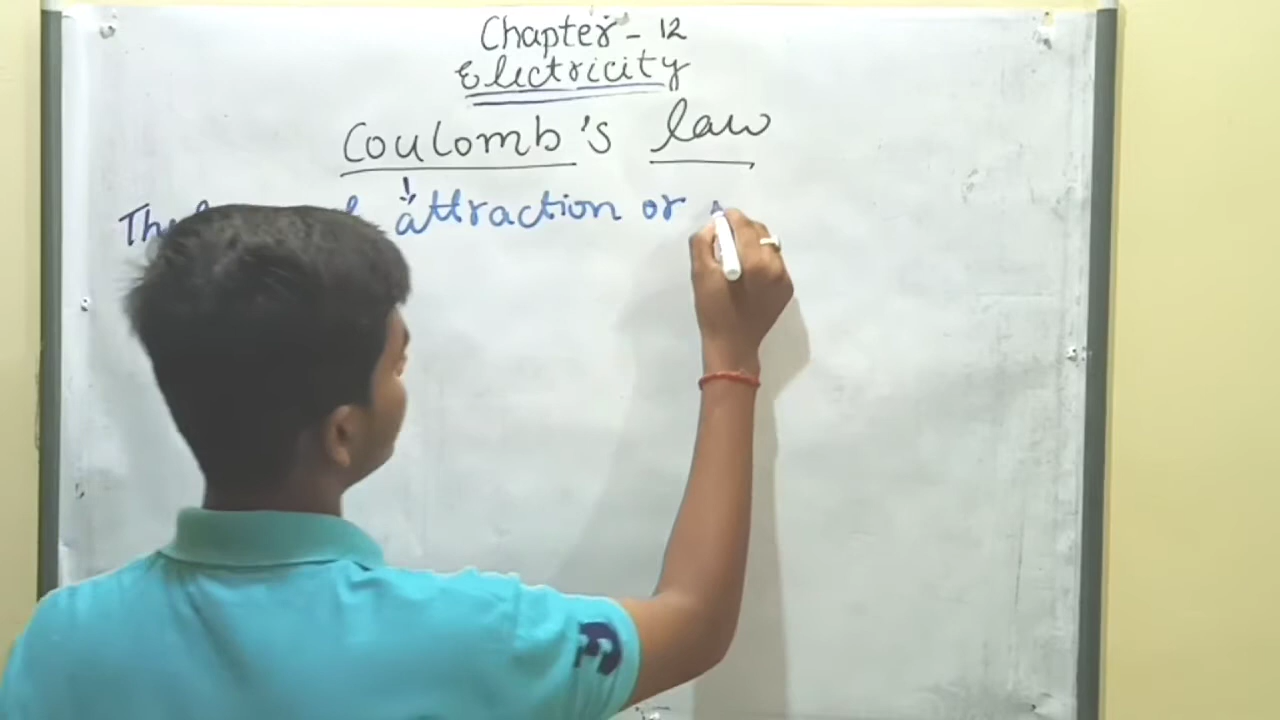 Chapter - 12
Electricity
Coulomb's law
attraction or